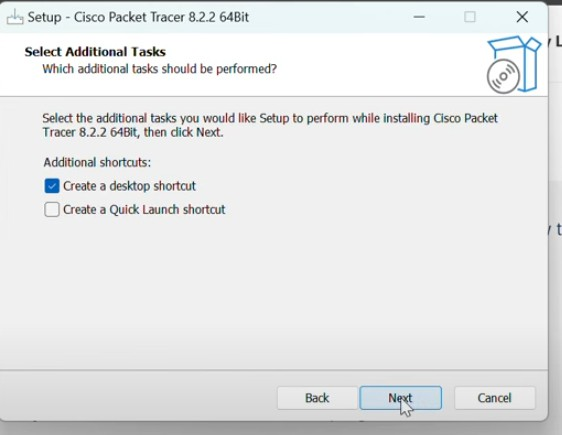 Setup - Cisco Packet Tracer 8.2.2 64Bit
Select Additional Tasks
Which additional tasks should be performed?
Select the additional tasks you would like Setup to perform while installing Cisco Packet
Tracer 8.2.2 64Bit, then click Next.
Additional shortcuts:
Create a desktop shortcut
Create a Quick Launch shortcut
Back
Next
Cancel